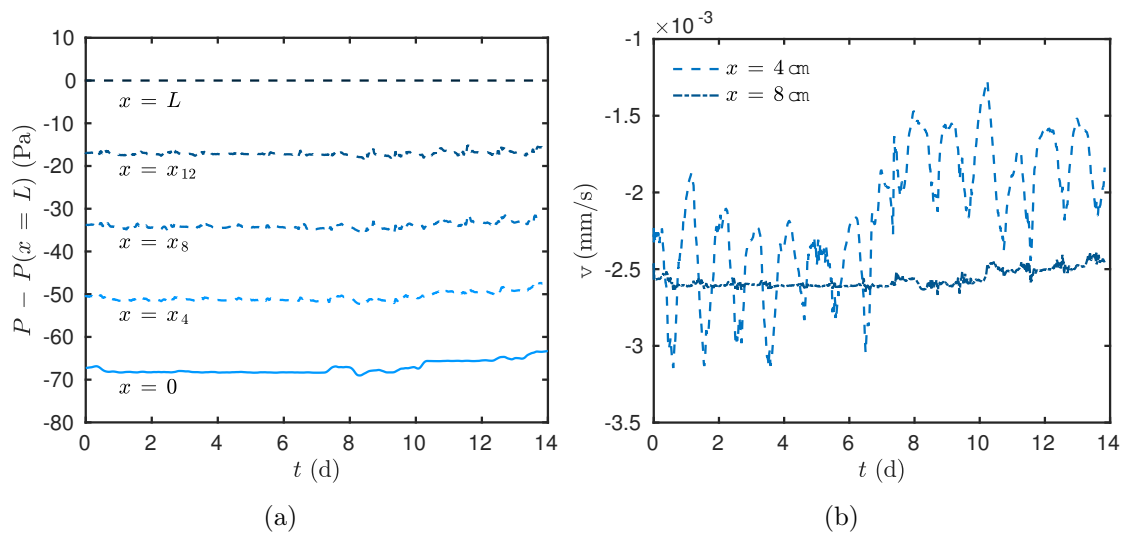 10
0
-10
-20
-30
-40
-50
-60
-70
-80
P − P(x = L) (Pa)
x = L
x = x₁₂
x = x₈
x = x₄
x = 0
0 2 4 6 8 10 12 14
t (d)
(a)
×10⁻³
-1
-1.5
-2
-2.5
-3
-3.5
v (mm/s)
x = 4 cm
x = 8 cm
0 2 4 6 8 10 12 14
t (d)
(b)